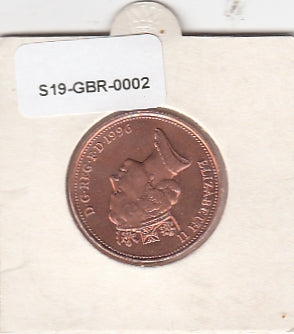 S19-GBR-0002
ELIZABETH II
D·G·REG·F·D·1996